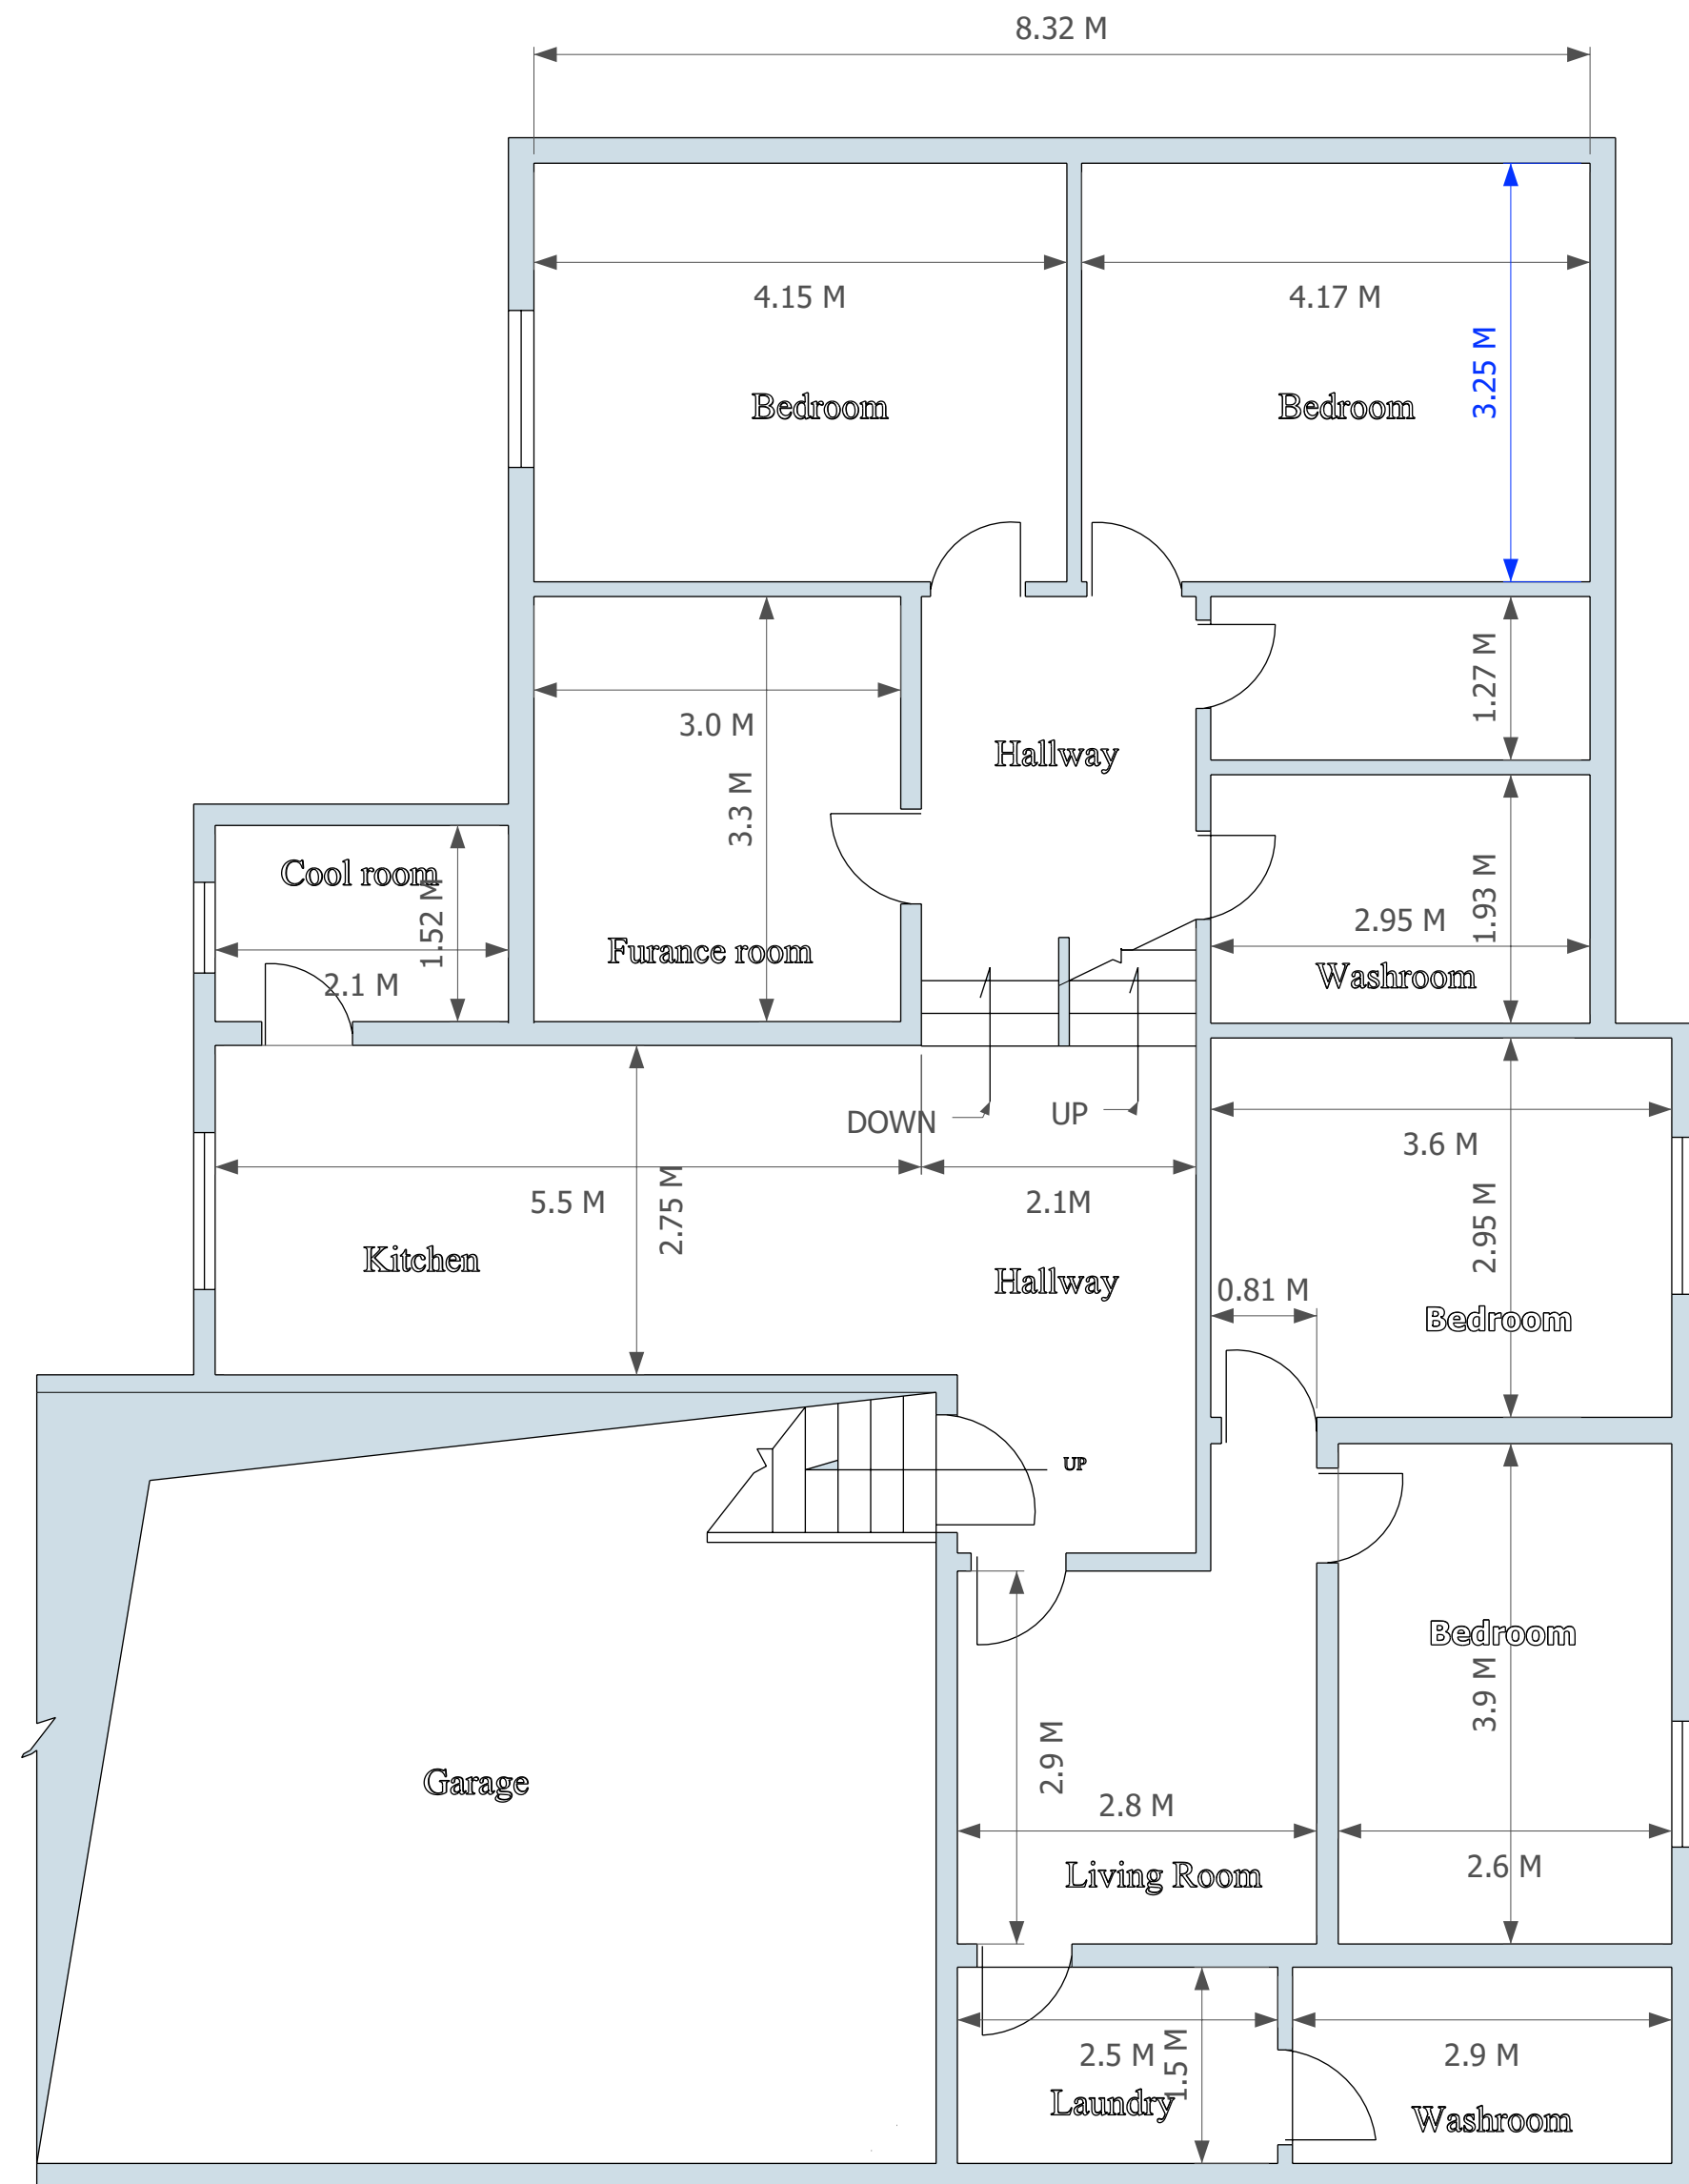 8.32 M
4.15 M
4.17 M
3.25 M
Bedroom
Bedroom
1.27 M
3.0 M
Hallway
3.3 M
Cool room
1.52 M
1.93 M
2.95 M
Furance room
Washroom
2.1 M
DOWN
UP
3.6 M
5.5 M
2.75 M
2.1M
2.95 M
Kitchen
Hallway
0.81 M
Bedroom
UP
Bedroom
3.9 M
2.9 M
Garage
2.8 M
Living Room
2.6 M
2.5 M
1.5 M
2.9 M
Laundry
Washroom